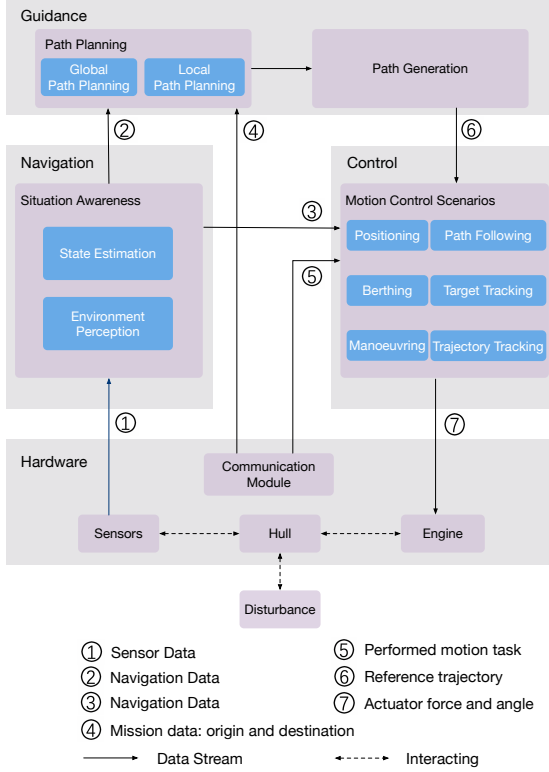 Guidance
Path Planning
Global
Path Planning
Local
Path Planning
Path Generation
2
4
6
Navigation
Control
Situation Awareness
Motion Control Scenarios
3
State Estimation
Positioning
Path Following
5
Environment
Perception
Berthing
Target Tracking
Manoeuvring
Trajectory Tracking
1
7
Hardware
Communication
Module
Sensors
Hull
Engine
Disturbance
1 Sensor Data
2 Navigation Data
3 Navigation Data
4 Mission data: origin and destination
5 Performed motion task
6 Reference trajectory
7 Actuator force and angle
Data Stream
Interacting